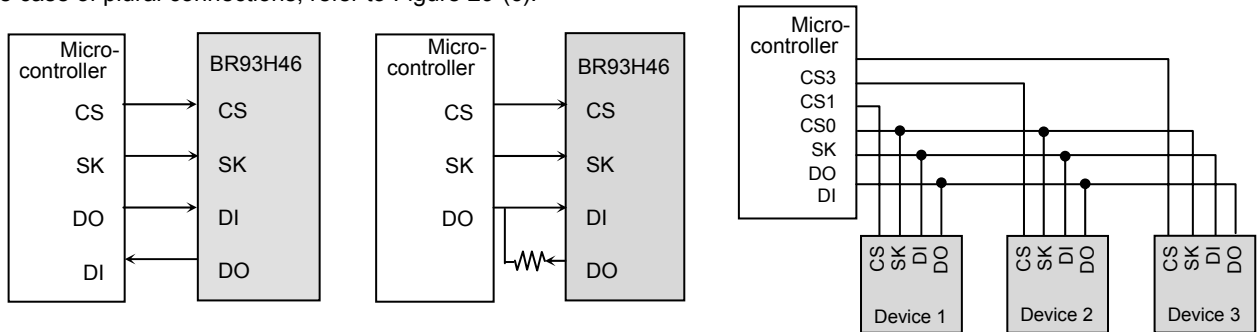 case of plural connections, refer to Figure 29-(c).
Micro-
controller
CS
SK
DO
DI
BR93H46
CS
SK
DI
DO
Micro-
controller
CS
SK
DO
BR93H46
CS
SK
DI
DO
Micro-
controller
CS3
CS1
CS0
SK
DO
DI
CS
SK
DI
DO
Device 1
CS
SK
DI
DO
Device 2
CS
SK
DI
DO
Device 3